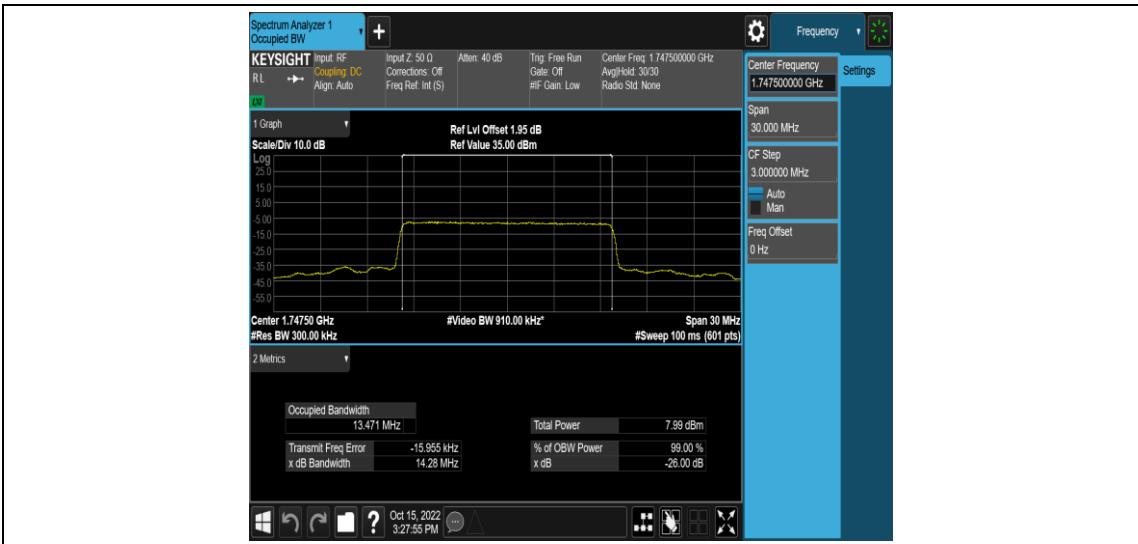 Spectrum Analyzer 1
Occupied BW
+
Frequency
KEYSIGHT
RL
LXI
Input: RF
Coupling: DC
Align: Auto
Input Z: 50 Ω
Corrections: Off
Freq Ref: Int (S)
Atten: 40 dB
Trig: Free Run
Gate: Off
#IF Gain: Low
Center Freq: 1.747500000 GHz
Avg|Hold: 30/30
Radio Std: None
Center Frequency
1.747500000 GHz
Settings
Span
30.000 MHz
CF Step
3.000000 MHz
Auto
Man
Freq Offset
0 Hz
1 Graph
Ref Lvl Offset 1.95 dB
Scale/Div 10.0 dB
Ref Value 35.00 dBm
Log
25.0
15.0
5.00
-5.00
-15.0
-25.0
-35.0
-45.0
-55.0
Center 1.74750 GHz
#Video BW 910.00 kHz*
Span 30 MHz
#Res BW 300.00 kHz
#Sweep 100 ms (601 pts)
2 Metrics
Occupied Bandwidth
13.471 MHz
Total Power 7.99 dBm
Transmit Freq Error -15.955 kHz
% of OBW Power 99.00 %
x dB Bandwidth 14.28 MHz
x dB -26.00 dB
?
Oct 15, 2022
3:27:55 PM